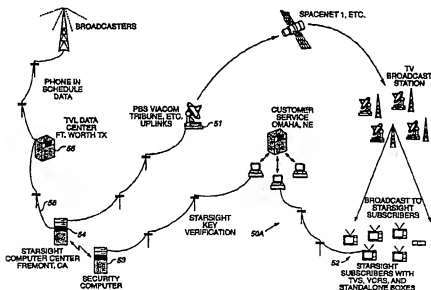 BROADCASTERS
SPACENET 1, ETC.
PHONE IN
SCHEDULE
DATA
TV BROADCAST
STATION
TVL DATA
CENTER
FT. WORTH TX
PBS VIACOM
TRIBUNE, ETC.
UPLINKS
51
CUSTOMER
SERVICE
OMAHA, NE
56
58
BROADCAST TO
STARSIGHT
SUBSCRIBERS
STARSIGHT
KEY
VERIFICATION
50A
54
53
52
STARSIGHT
COMPUTER CENTER
FREMONT, CA
SECURITY
COMPUTER
STARSIGHT
SUBSCRIBERS WITH
TVS, VCRS, AND
STANDALONE BOXES